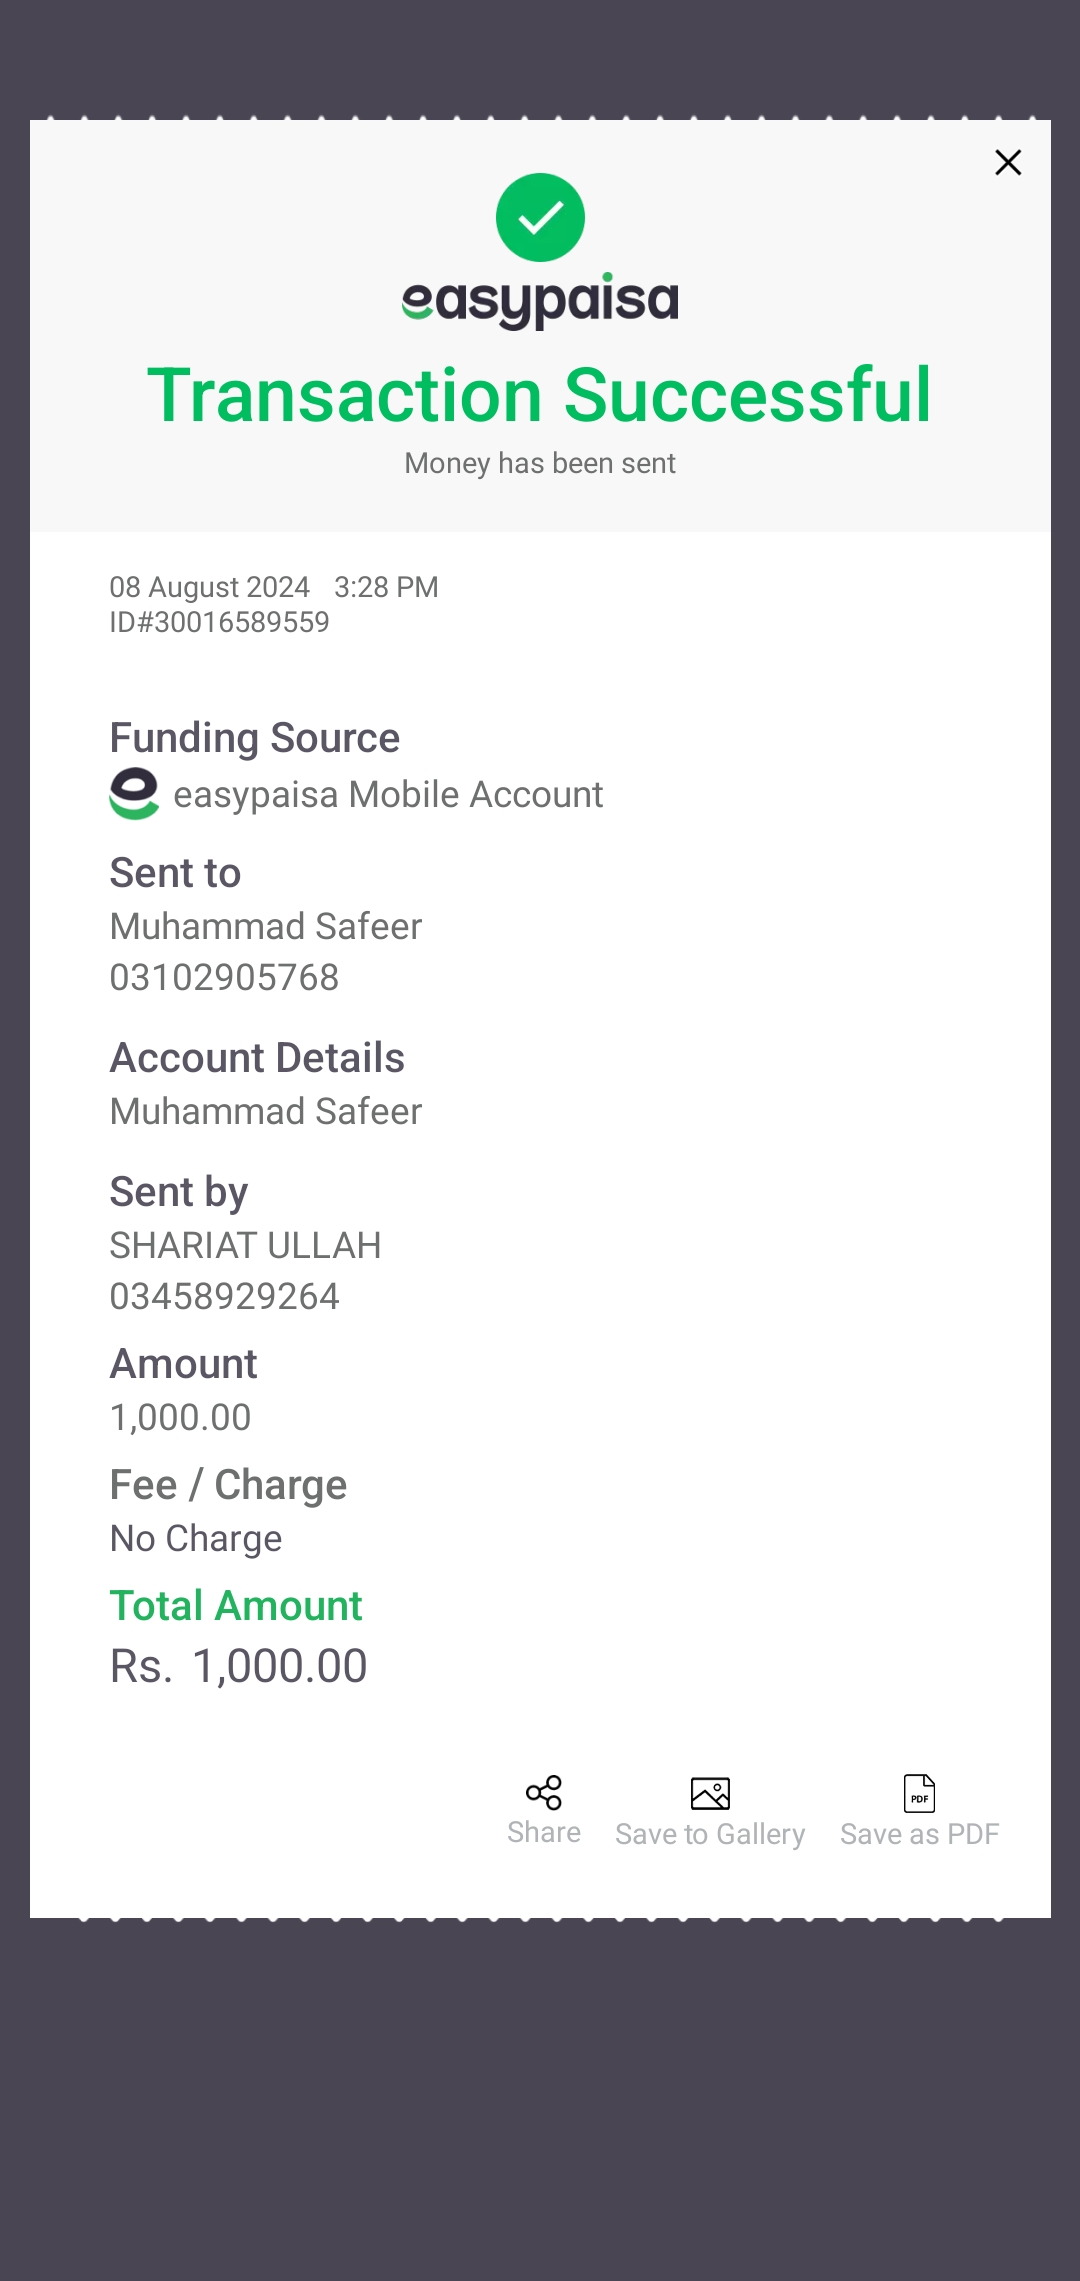 easypaisa
Transaction Successful
Money has been sent
08 August 2024 3:28 PM
ID#30016589559
Funding Source
easypaisa Mobile Account
Sent to
Muhammad Safeer
03102905768
Account Details
Muhammad Safeer
Sent by
SHARIAT ULLAH
03458929264
Amount
1,000.00
Fee / Charge
No Charge
Total Amount
Rs. 1,000.00
PDF
Share Save to Gallery Save as PDF